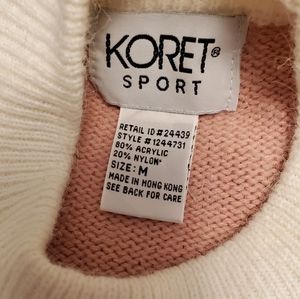 KORET®
SPORT
RETAIL ID #24439
STYLE #1244731
80% ACRYLIC
20% NYLON*
SIZE: M
MADE IN HONG KONG
SEE BACK FOR CARE